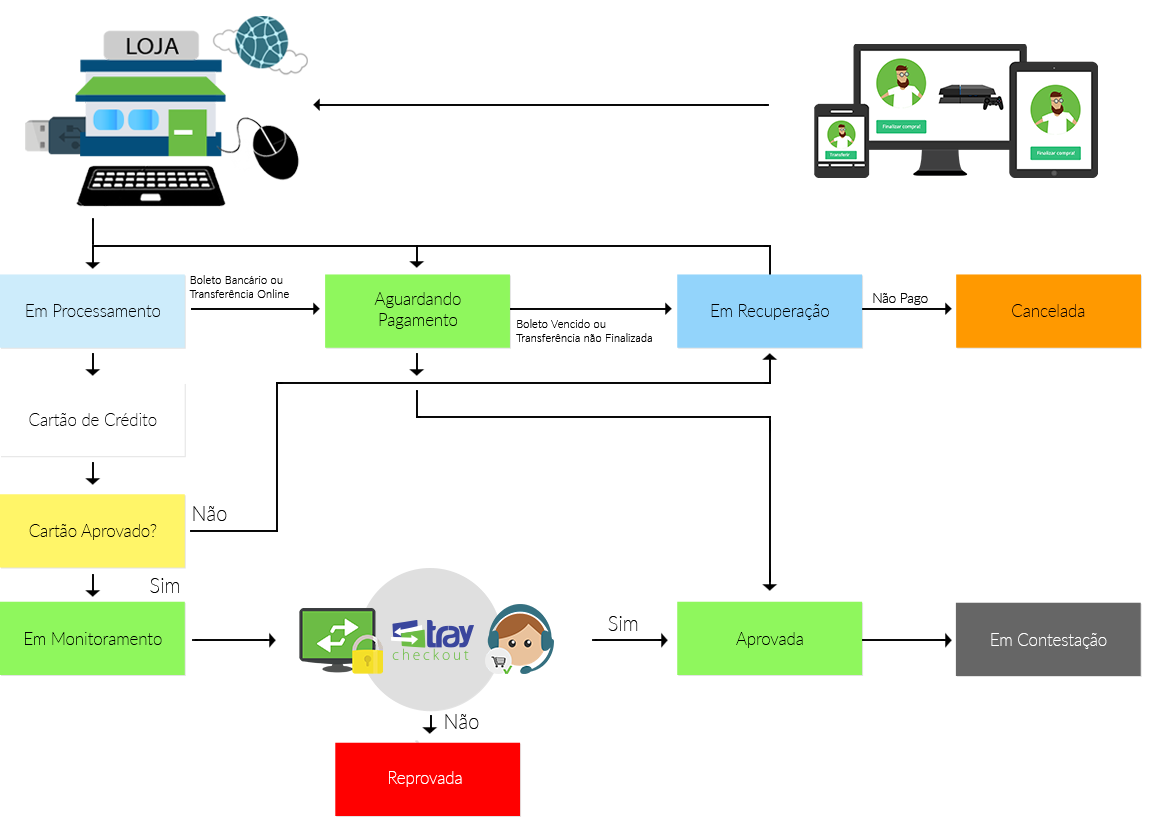 LOJA
Finalizar compra!
Transferir
Finalizar compra!
Em Processamento
Boleto Bancário ou
Transferência Online
Aguardando
Pagamento
Boleto Vencido ou
Transferência não Finalizada
Em Recuperação
Não Pago
Cancelada
Cartão de Crédito
Cartão Aprovado?
Não
Sim
Em Monitoramento
tray
checkout
Sim
Aprovada
Em Contestação
Não
Reprovada